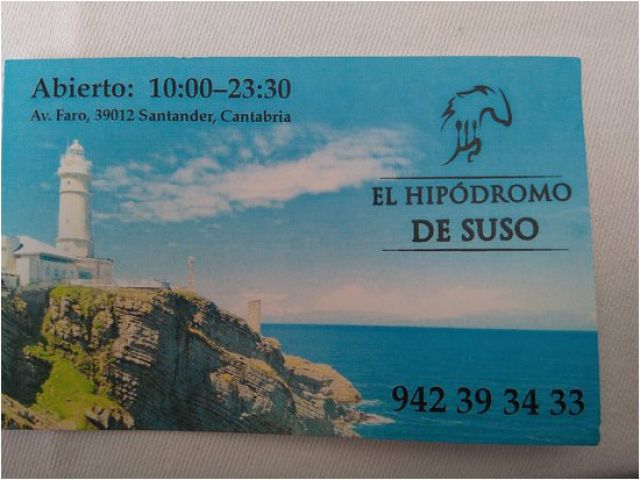 Abierto: 10:00–23:30
Av. Faro, 39012 Santander, Cantabria
EL HIPÓDROMO
DE SUSO
942 39 34 33